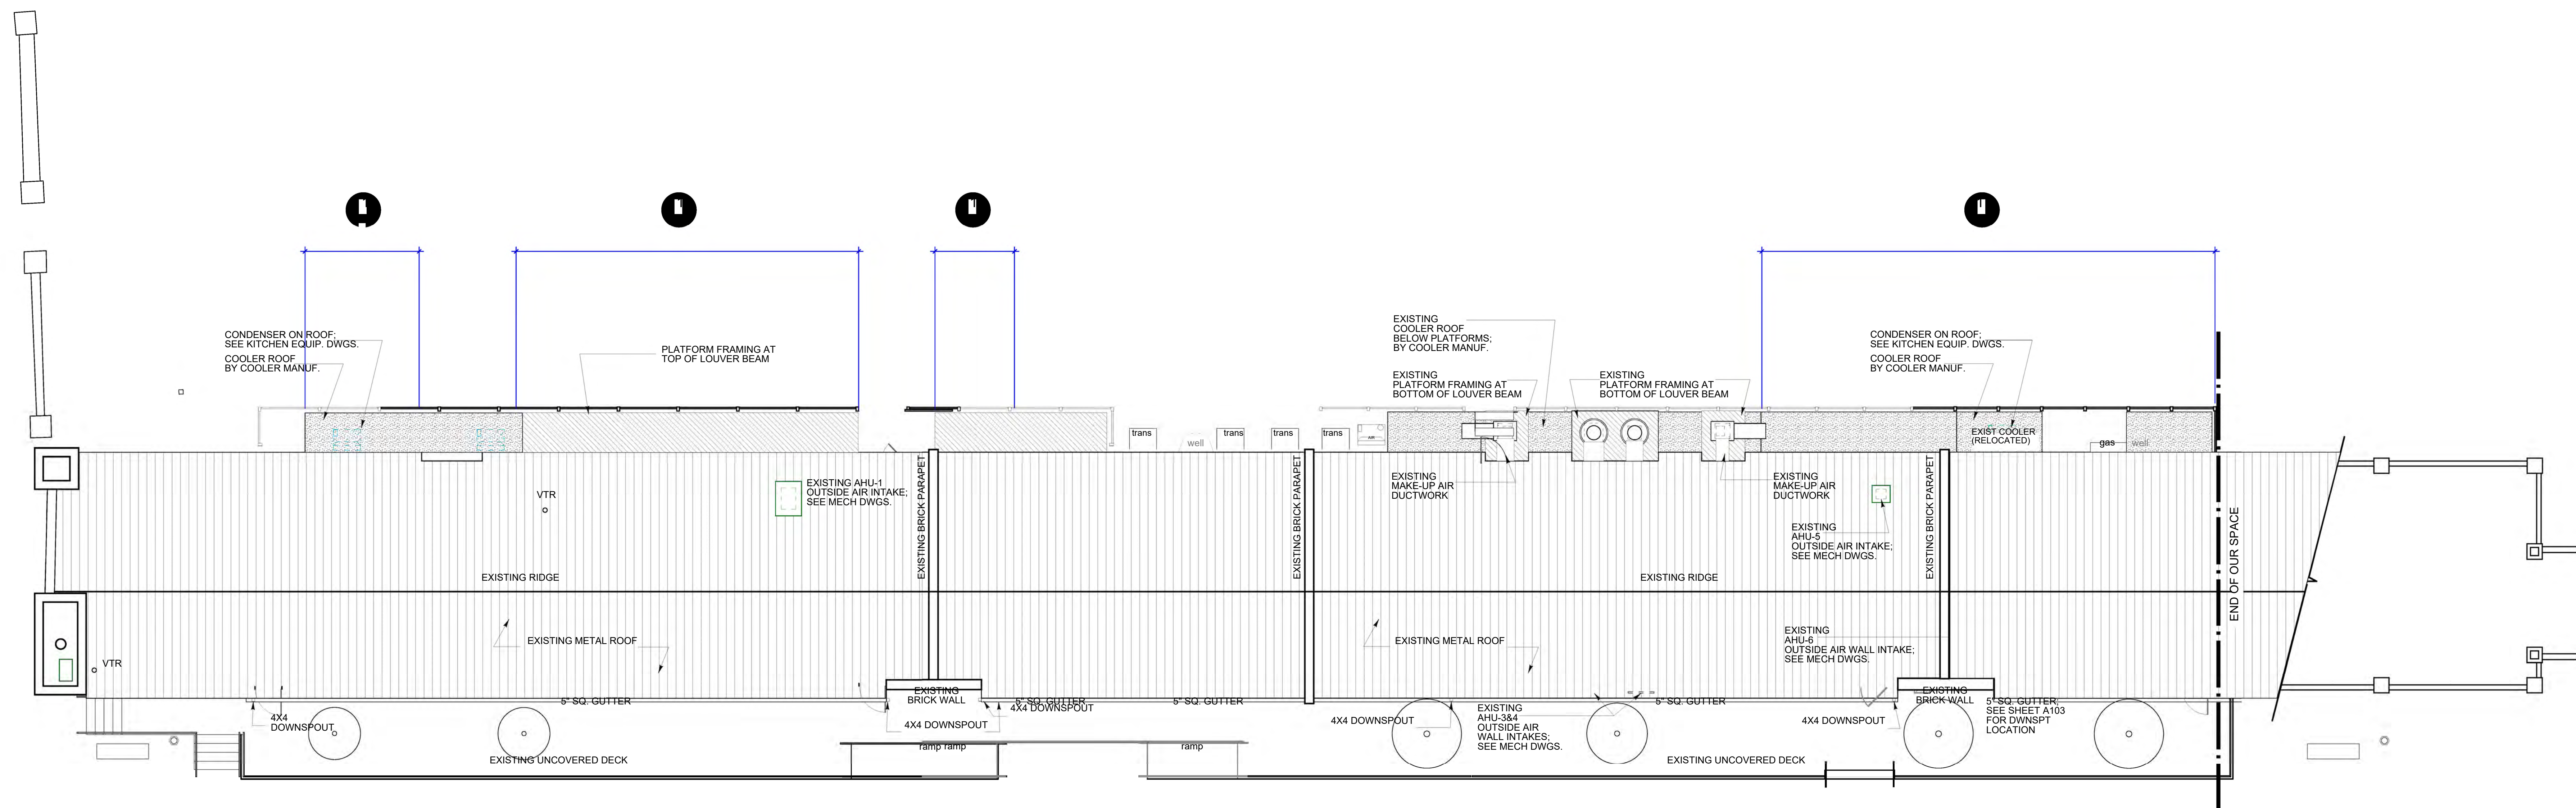 CONDENSER ON ROOF;
SEE KITCHEN EQUIP. DWGS.
COOLER ROOF
BY COOLER MANUF.
PLATFORM FRAMING AT
TOP OF LOUVER BEAM
EXISTING
COOLER ROOF
BELOW PLATFORMS;
BY COOLER MANUF.
EXISTING
PLATFORM FRAMING AT
BOTTOM OF LOUVER BEAM
EXISTING
PLATFORM FRAMING AT
BOTTOM OF LOUVER BEAM
CONDENSER ON ROOF;
SEE KITCHEN EQUIP. DWGS.
COOLER ROOF
BY COOLER MANUF.
trans
well
trans
trans
trans
AIR
EXIST COOLER
(RELOCATED)
gas
well
VTR
EXISTING AHU-1
OUTSIDE AIR INTAKE;
SEE MECH DWGS.
EXISTING BRICK PARAPET
EXISTING BRICK PARAPET
EXISTING
MAKE-UP AIR
DUCTWORK
EXISTING
MAKE-UP AIR
DUCTWORK
EXISTING
AHU-5
OUTSIDE AIR INTAKE;
SEE MECH DWGS.
EXISTING BRICK PARAPET
END OF OUR SPACE
EXISTING RIDGE
EXISTING RIDGE
EXISTING METAL ROOF
EXISTING METAL ROOF
EXISTING
AHU-6
OUTSIDE AIR WALL INTAKE;
SEE MECH DWGS.
VTR
4X4
DOWNSPOUT
5" SQ. GUTTER
EXISTING
BRICK WALL
4X4 DOWNSPOUT
5" SQ. GUTTER
4X4 DOWNSPOUT
5" SQ. GUTTER
4X4 DOWNSPOUT
EXISTING
AHU-3&4
OUTSIDE AIR
WALL INTAKES;
SEE MECH DWGS.
5" SQ. GUTTER
4X4 DOWNSPOUT
EXISTING
BRICK WALL
5" SQ. GUTTER;
SEE SHEET A103
FOR DWNSPT
LOCATION
ramp ramp
ramp
EXISTING UNCOVERED DECK
EXISTING UNCOVERED DECK